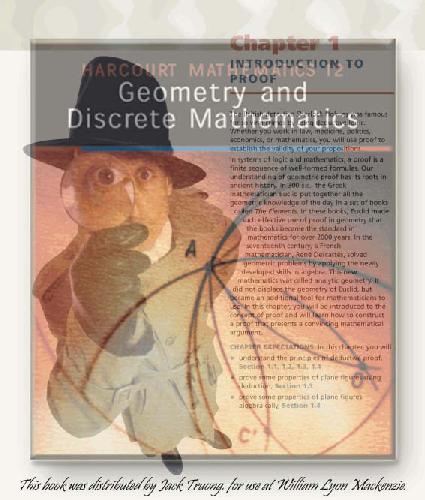 Chapter 1
INTRODUCTION TO
PROOF
HARCOURT MATHEMATICS 12
Geometry and
Discrete Mathematics
Whether you work in law, medicine, politics,
economics, or mathematics, you will use proof to
establish the validity of your propositions.
In systems of logic and mathematics, a proof is a
finite sequence of well-formed formulas. Our
understanding of geometric proof has its roots in
ancient history. In 300 B.C., the Greek
mathematician Euclid put together all the
geometric knowledge of the day in a set of books
called The Elements. In these books, Euclid made
such effective use of proof in geometry that
the books became the standard in
mathematics for over 2000 years. In the
seventeenth century, a French
mathematician, René Descartes, solved
geometric problems by applying the newly
developed skills in algebra. This new
mathematics was called analytic geometry. It
did not displace the geometry of Euclid, but
became an additional tool for mathematicians to
use. In this chapter, you will be introduced to the
concept of proof and will learn how to construct
a proof that presents a convincing mathematical
argument.
CHAPTER EXPECTATIONS In this chapter, you will
understand the principles of deductive proof,
Section 1.1, 1.2, 1.3, 1.4
prove some properties of plane figures using
deduction, Section 1.3
prove some properties of plane figures
algebraically, Section 1.4
A
C'
This book was distributed by Jack Truong, for use at William Lyon Mackenzie.